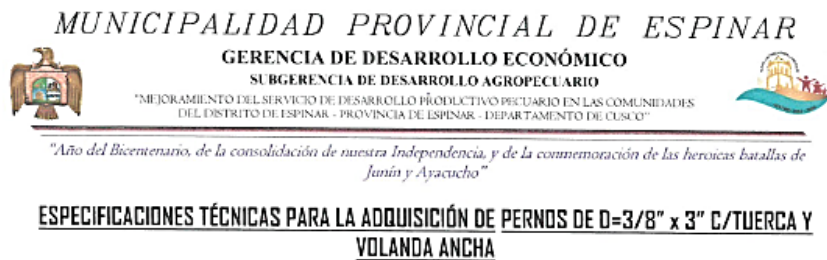 MUNICIPALIDAD PROVINCIAL DE ESPINAR
GERENCIA DE DESARROLLO ECONÓMICO
SUBGERENCIA DE DESARROLLO AGROPECUARIO
"MEJORAMIENTO DEL SERVICIO DE DESARROLLO PRODUCTIVO PECUARIO EN LAS COMUNIDADES
DEL DISTRITO DE ESPINAR - PROVINCIA DE ESPINAR - DEPARTAMENTO DE CUSCO"
"Año del Bicentenario, de la consolidación de nuestra Independencia, y de la conmemoración de las heroicas batallas de
Junín y Ayacucho"
ESPECIFICACIONES TÉCNICAS PARA LA ADQUISICIÓN DE PERNOS DE D=3/8" x 3" C/TUERCA Y
VOLANDA ANCHA